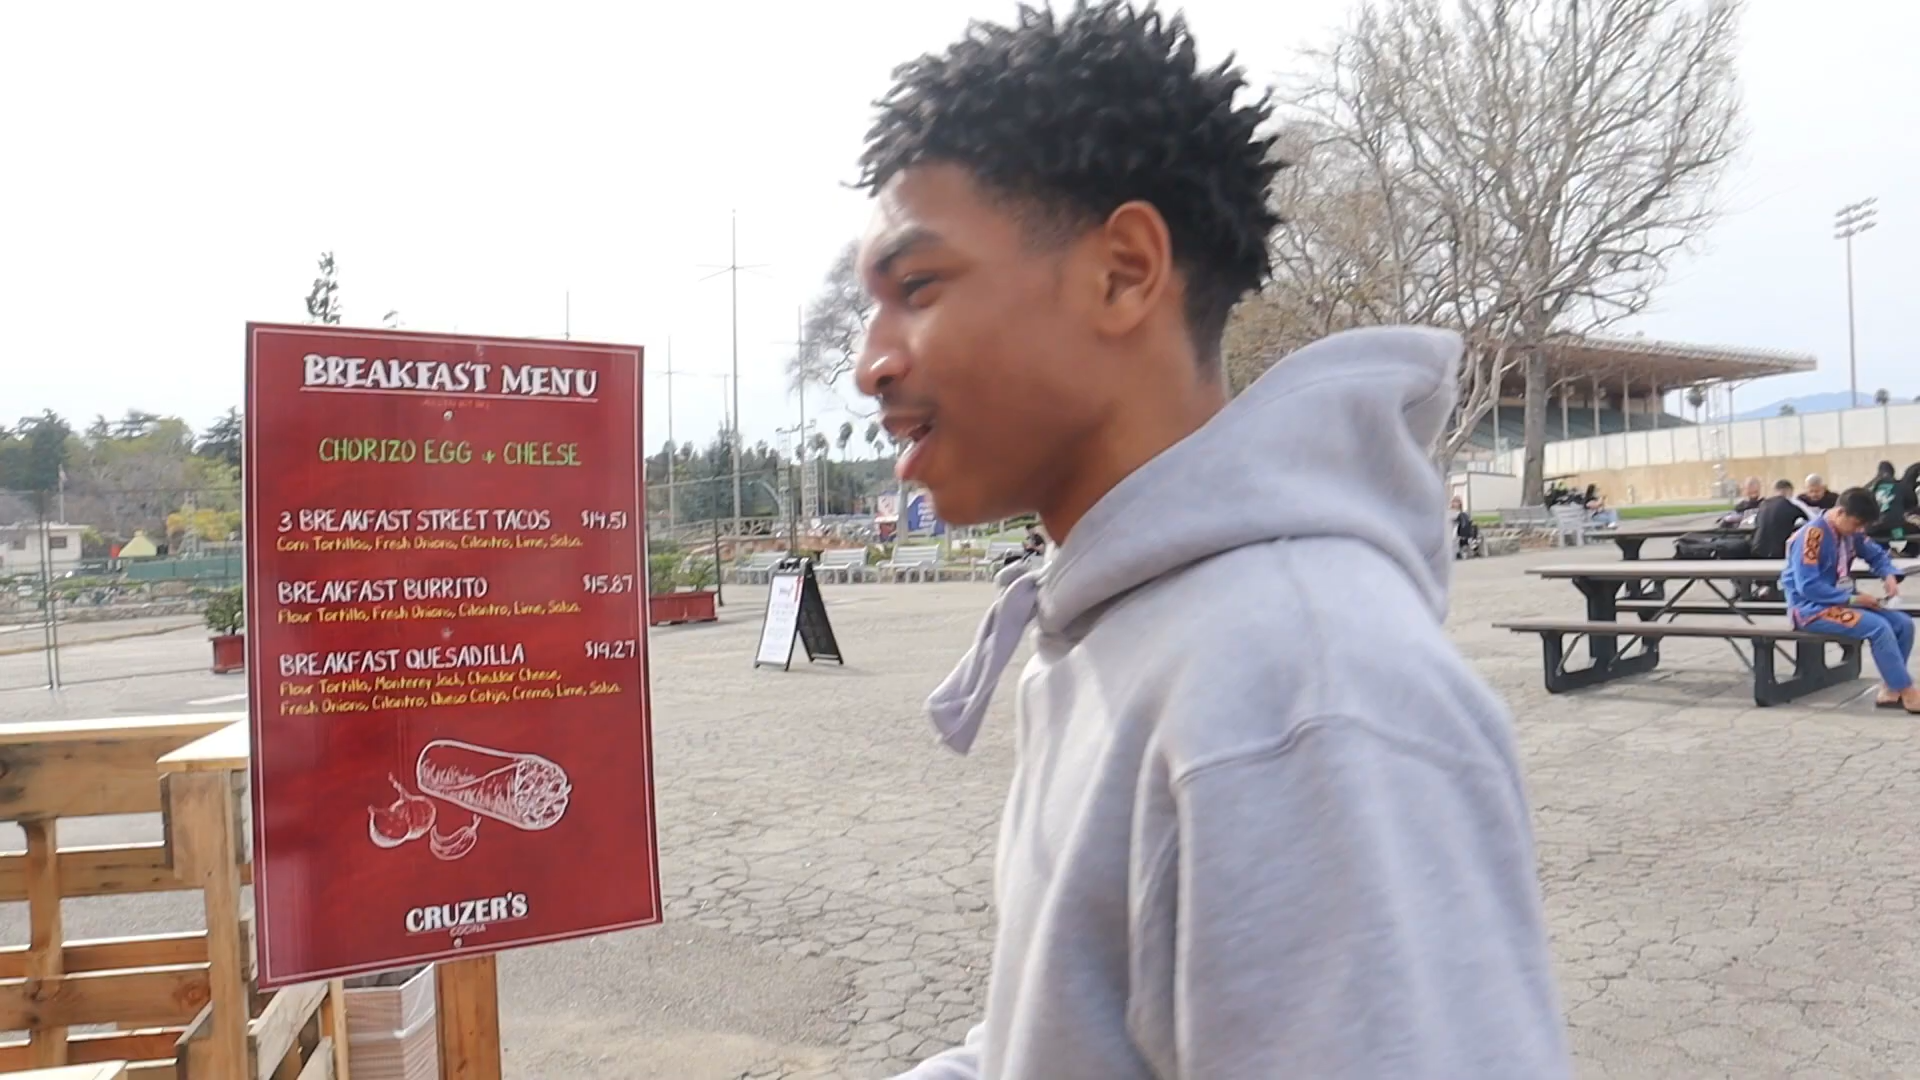 BREAKFAST MENU
CHORIZO EGG + CHEESE
3 BREAKFAST STREET TACOS $14.51
Corn Tortillas, Fresh Onions, Cilantro, Lime, Salsa.
BREAKFAST BURRITO $15.87
Flour Tortilla, Fresh Onions, Cilantro, Lime, Salsa.
BREAKFAST QUESADILLA $19.27
Flour Tortilla, Monterey Jack, Cheddar Cheese,
Fresh Onions, Cilantro, Queso Cotija, Crema, Lime, Salsa.
CRUZER'S
COCINA